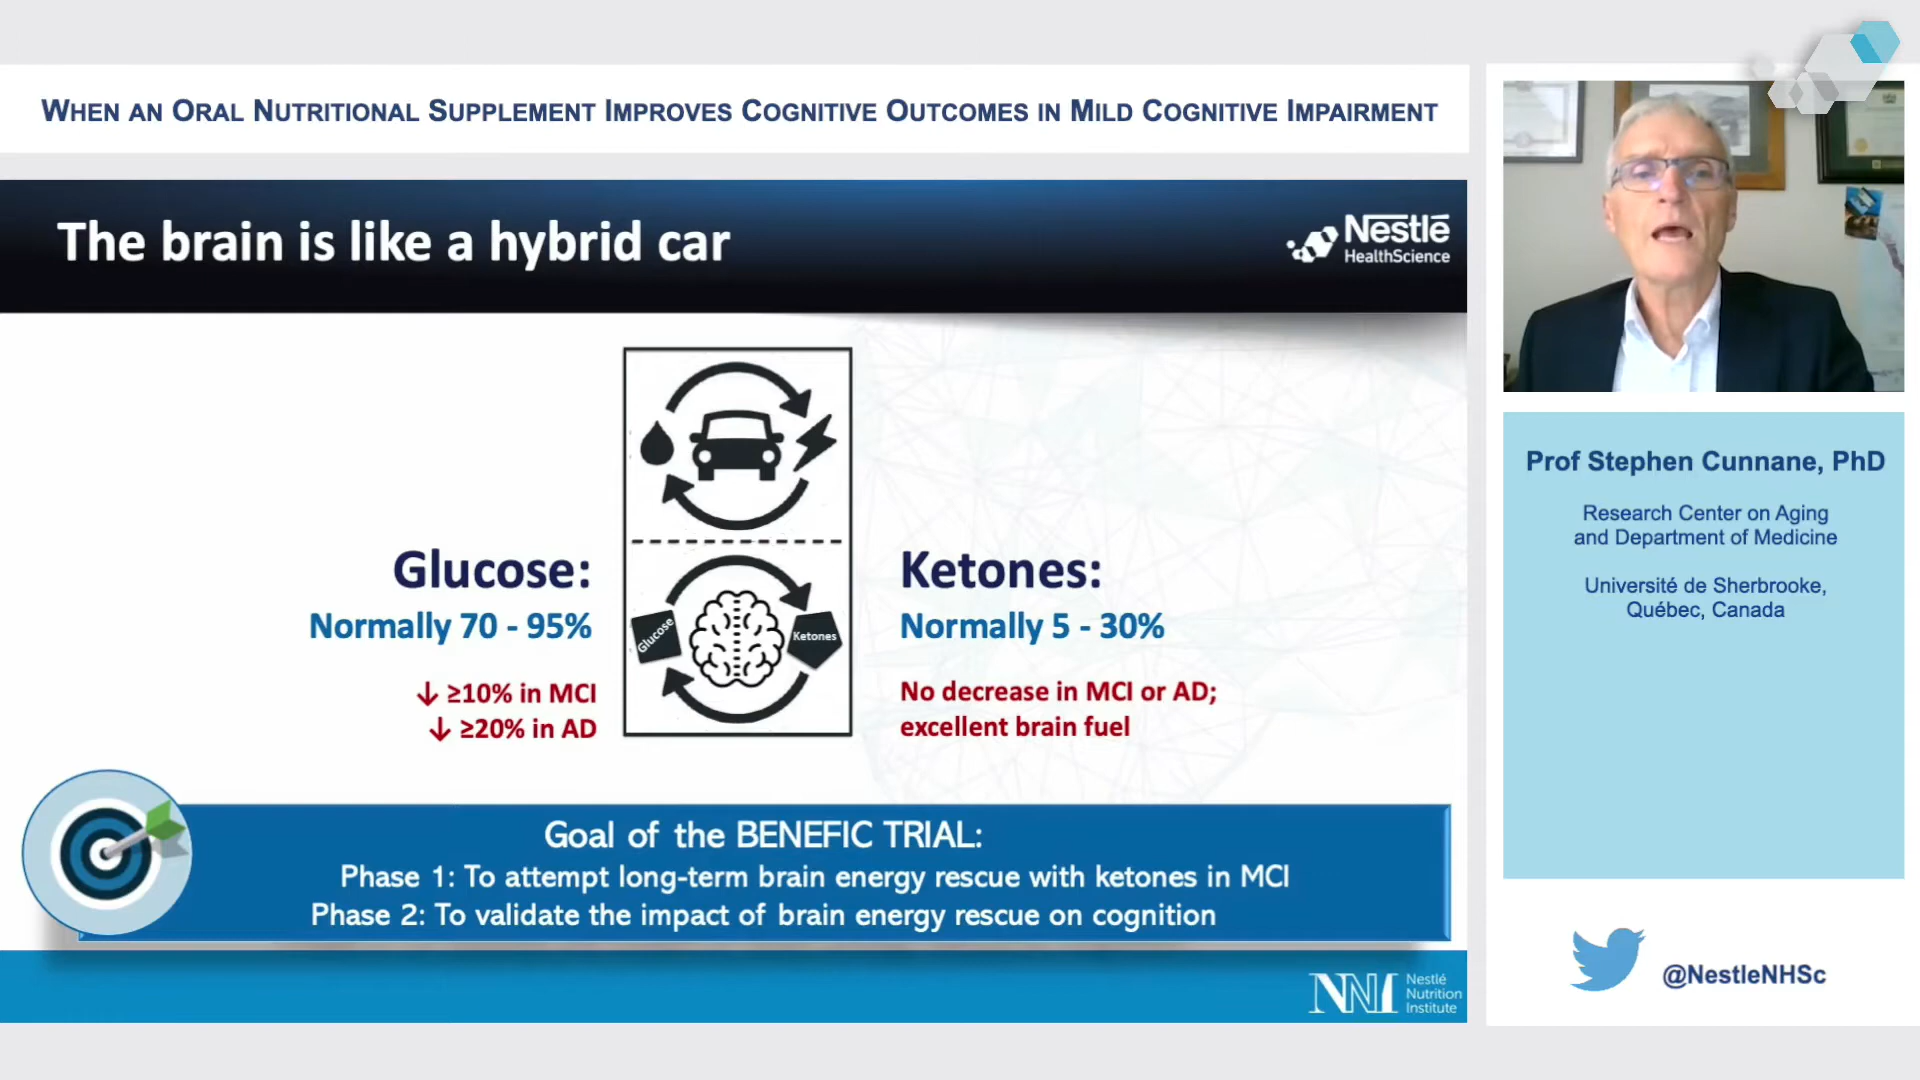 WHEN AN ORAL NUTRITIONAL SUPPLEMENT IMPROVES COGNITIVE OUTCOMES IN MILD COGNITIVE IMPAIRMENT
The brain is like a hybrid car
Nestlé
HealthScience
Glucose:
Normally 70 - 95%
↓ ≥10% in MCI
↓ ≥20% in AD
Glucose
Ketones
Ketones:
Normally 5 - 30%
No decrease in MCI or AD;
excellent brain fuel
Goal of the BENEFIC TRIAL:
Phase 1: To attempt long-term brain energy rescue with ketones in MCI
Phase 2: To validate the impact of brain energy rescue on cognition
NNI
Nestlé
Nutrition
Institute
Prof Stephen Cunnane, PhD
Research Center on Aging
and Department of Medicine
Université de Sherbrooke,
Québec, Canada
@NestleNHSc